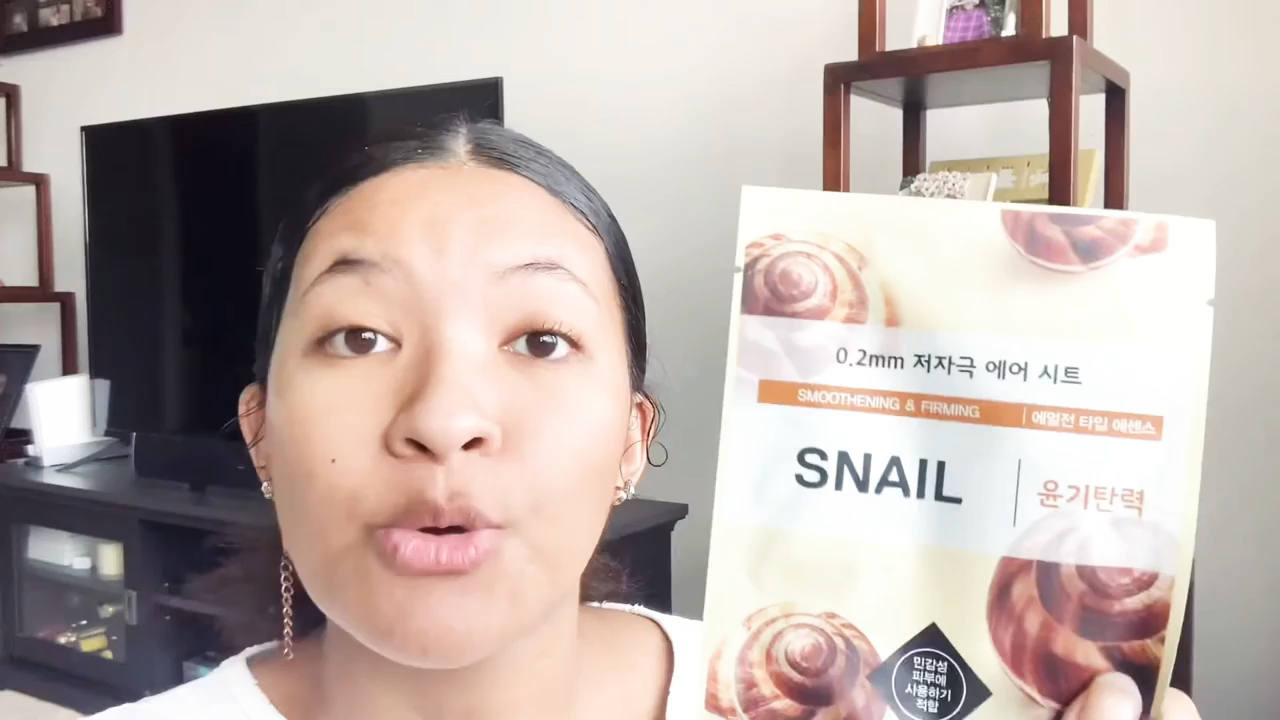 0.2mm 저자극 에어 시트
SMOOTHENING & FIRMING | 에멀전 타입 에센스
SNAIL | 윤기탄력
민감성
피부에
사용하기
적합